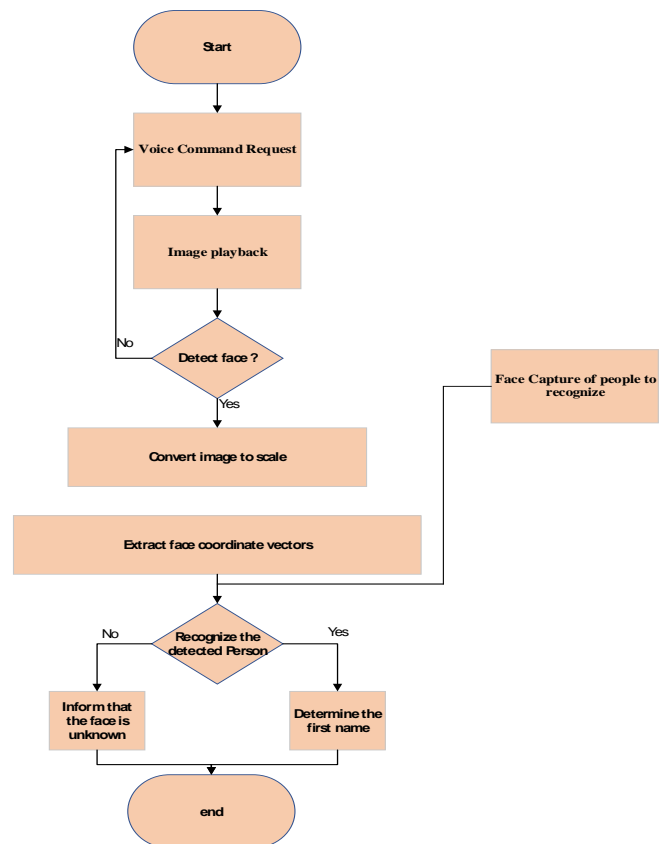 Start
Voice Command Request
Image playback
No
Detect face ?
Yes
Face Capture of people to
recognize
Convert image to scale
Extract face coordinate vectors
No
Recognize the
detected Person
Yes
Inform that
the face is
unknown
Determine the
first name
end